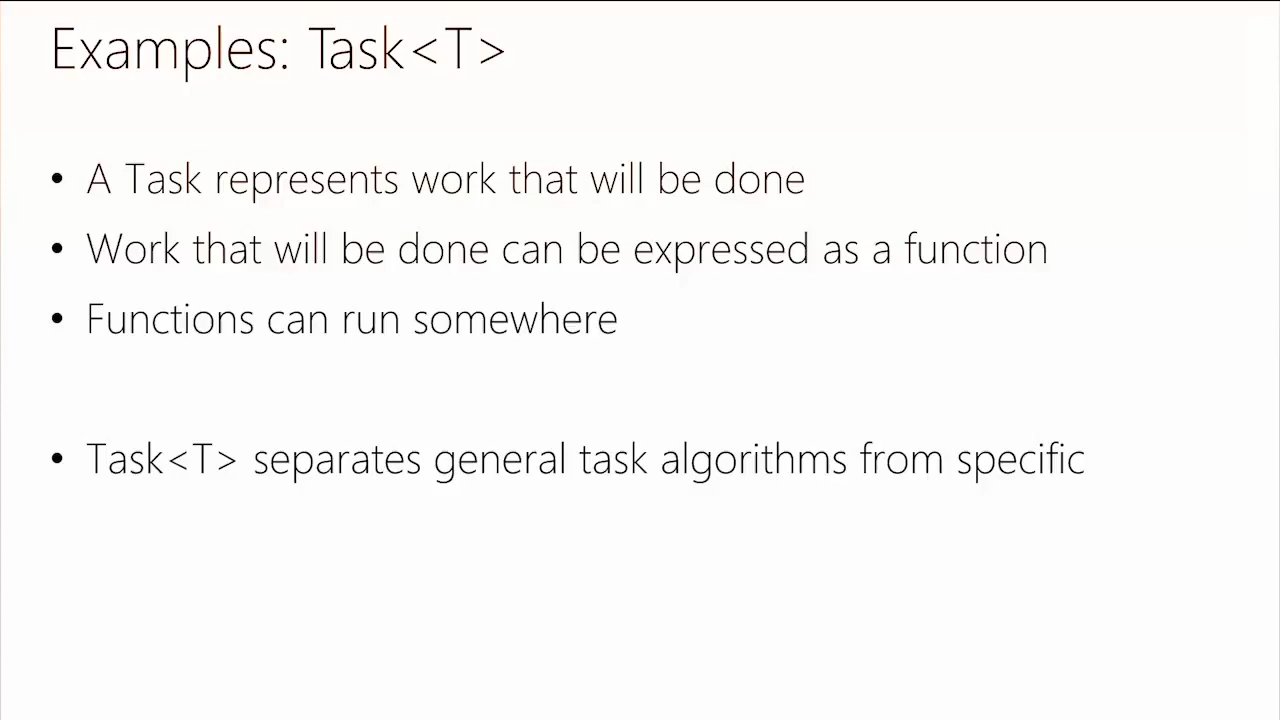 Examples: Task<T>
• A Task represents work that will be done
• Work that will be done can be expressed as a function
• Functions can run somewhere
• Task<T> separates general task algorithms from specific